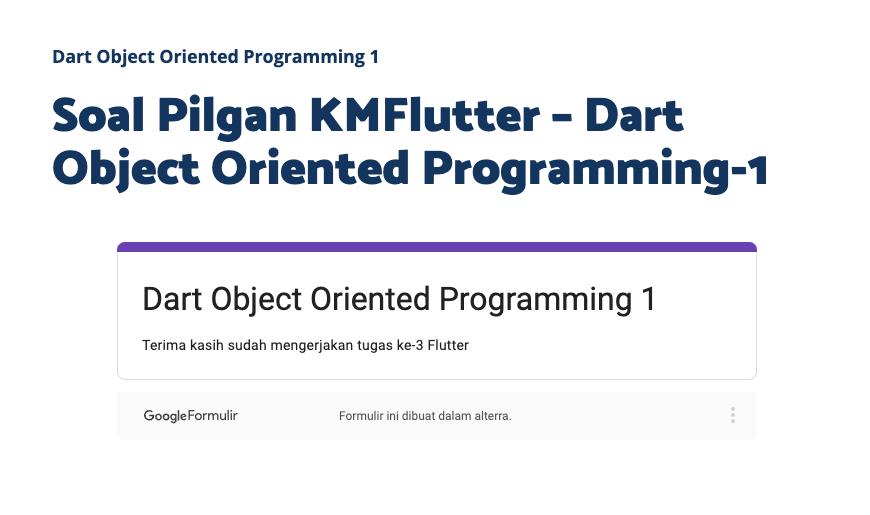 Dart Object Oriented Programming 1
Soal Pilgan KMFlutter – Dart
Object Oriented Programming-1
Dart Object Oriented Programming 1
Terima kasih sudah mengerjakan tugas ke-3 Flutter
Google Formulir
Formulir ini dibuat dalam alterra.